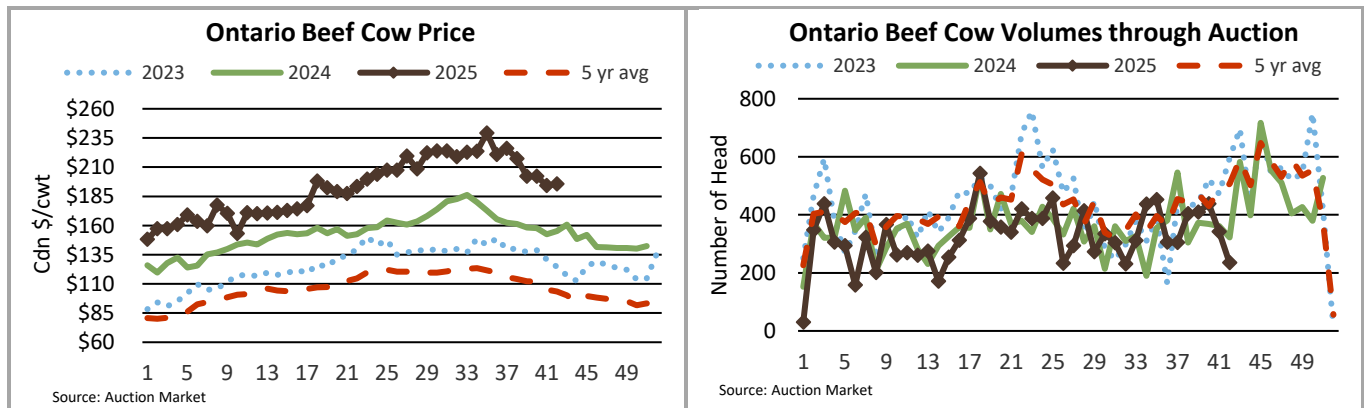 Ontario Beef Cow Price
2023 2024 2025 5 yr avg
Cdn $/cwt
$260
$235
$210
$185
$160
$135
$110
$85
$60
1 5 9 13 17 21 25 29 33 37 41 45 49
Source: Auction Market
Ontario Beef Cow Volumes through Auction
2023 2024 2025 5 yr avg
Number of Head
800
600
400
200
0
1 5 9 13 17 21 25 29 33 37 41 45 49
Source: Auction Market